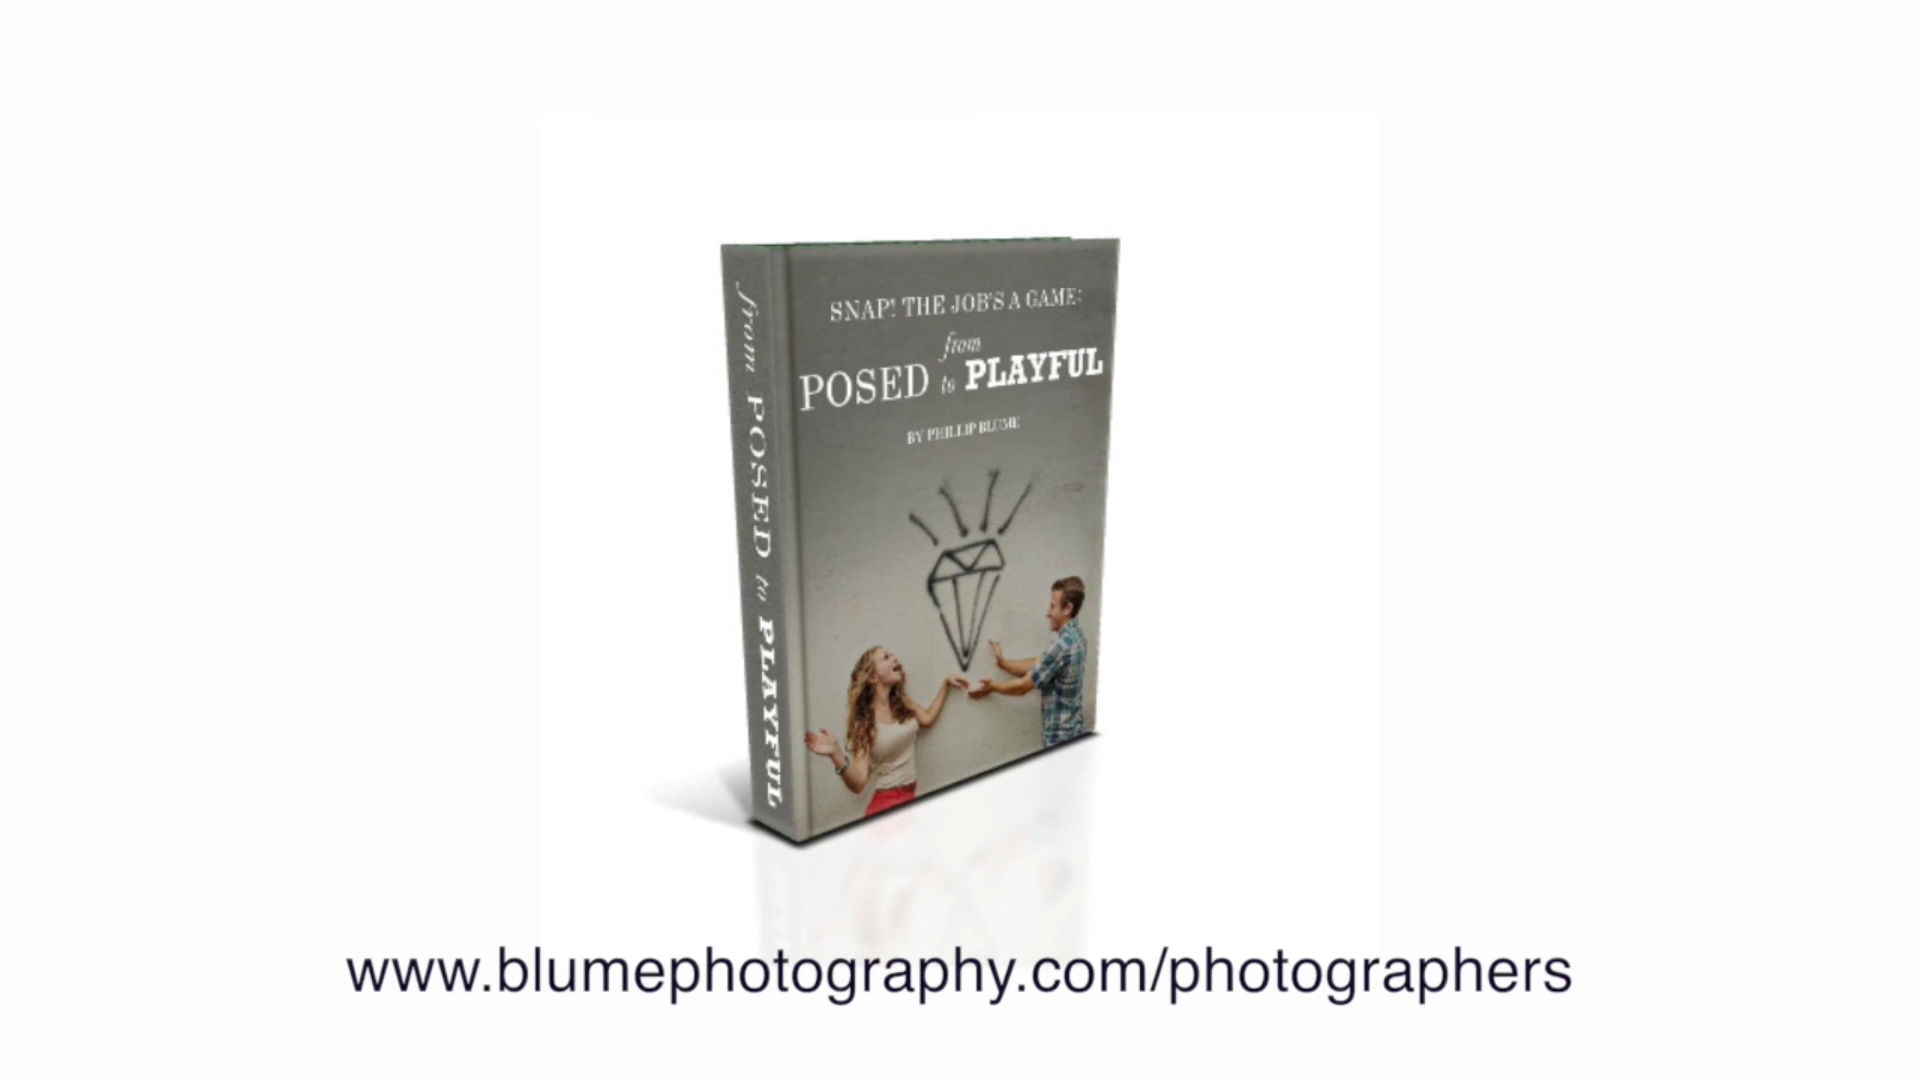 SNAP! THE JOB'S A GAME:
from
POSED to PLAYFUL
BY PHILLIP BLUME
from POSED to PLAYFUL
www.blumephotography.com/photographers